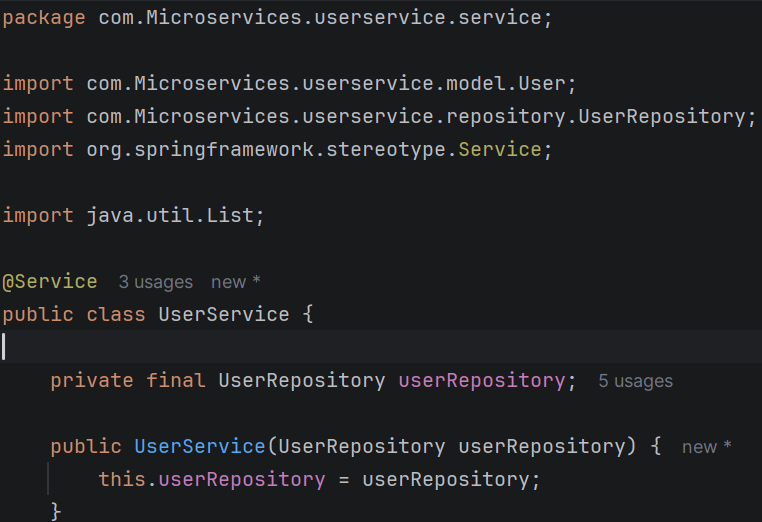 package com.Microservices.userservice.service;
import com.Microservices.userservice.model.User;
import com.Microservices.userservice.repository.UserRepository;
import org.springframework.stereotype.Service;
import java.util.List;
@Service 3 usages new *
public class UserService {
private final UserRepository userRepository; 5 usages
public UserService(UserRepository userRepository) { new *
this.userRepository = userRepository;
}